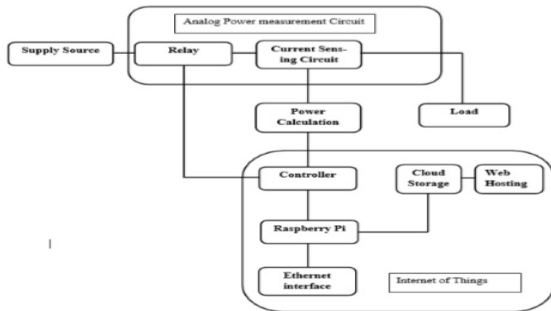 Analog Power measurement Circuit
Supply Source
Relay
Current Sens-
ing Circuit
Power
Calculation
Load
Controller
Cloud
Storage
Web
Hosting
Raspberry Pi
Ethernet
interface
Internet of Things